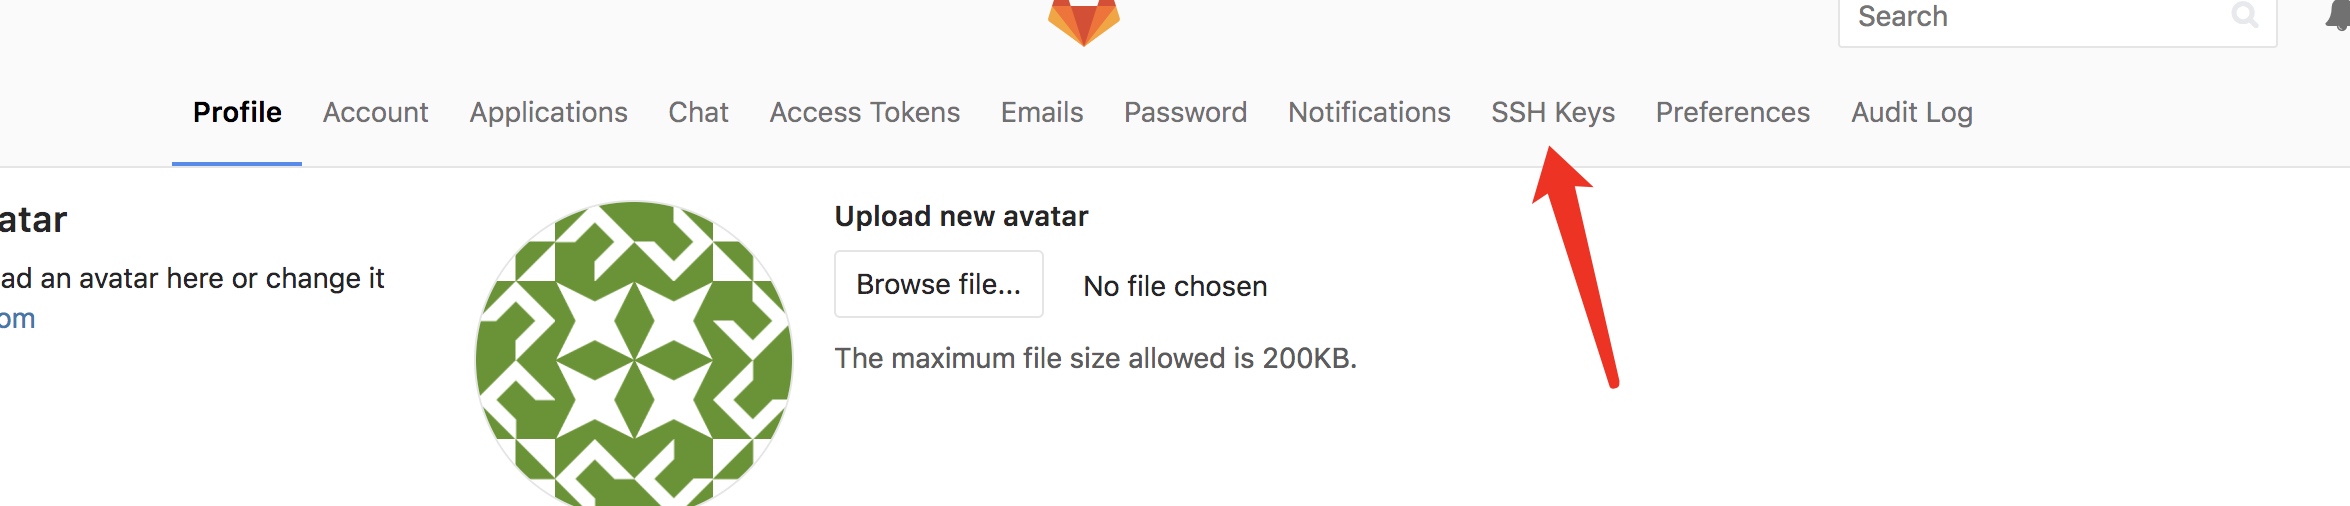 Search
Profile Account Applications Chat Access Tokens Emails Password Notifications SSH Keys Preferences Audit Log
atar
Upload new avatar
ad an avatar here or change it
om
Browse file...
No file chosen
The maximum file size allowed is 200KB.